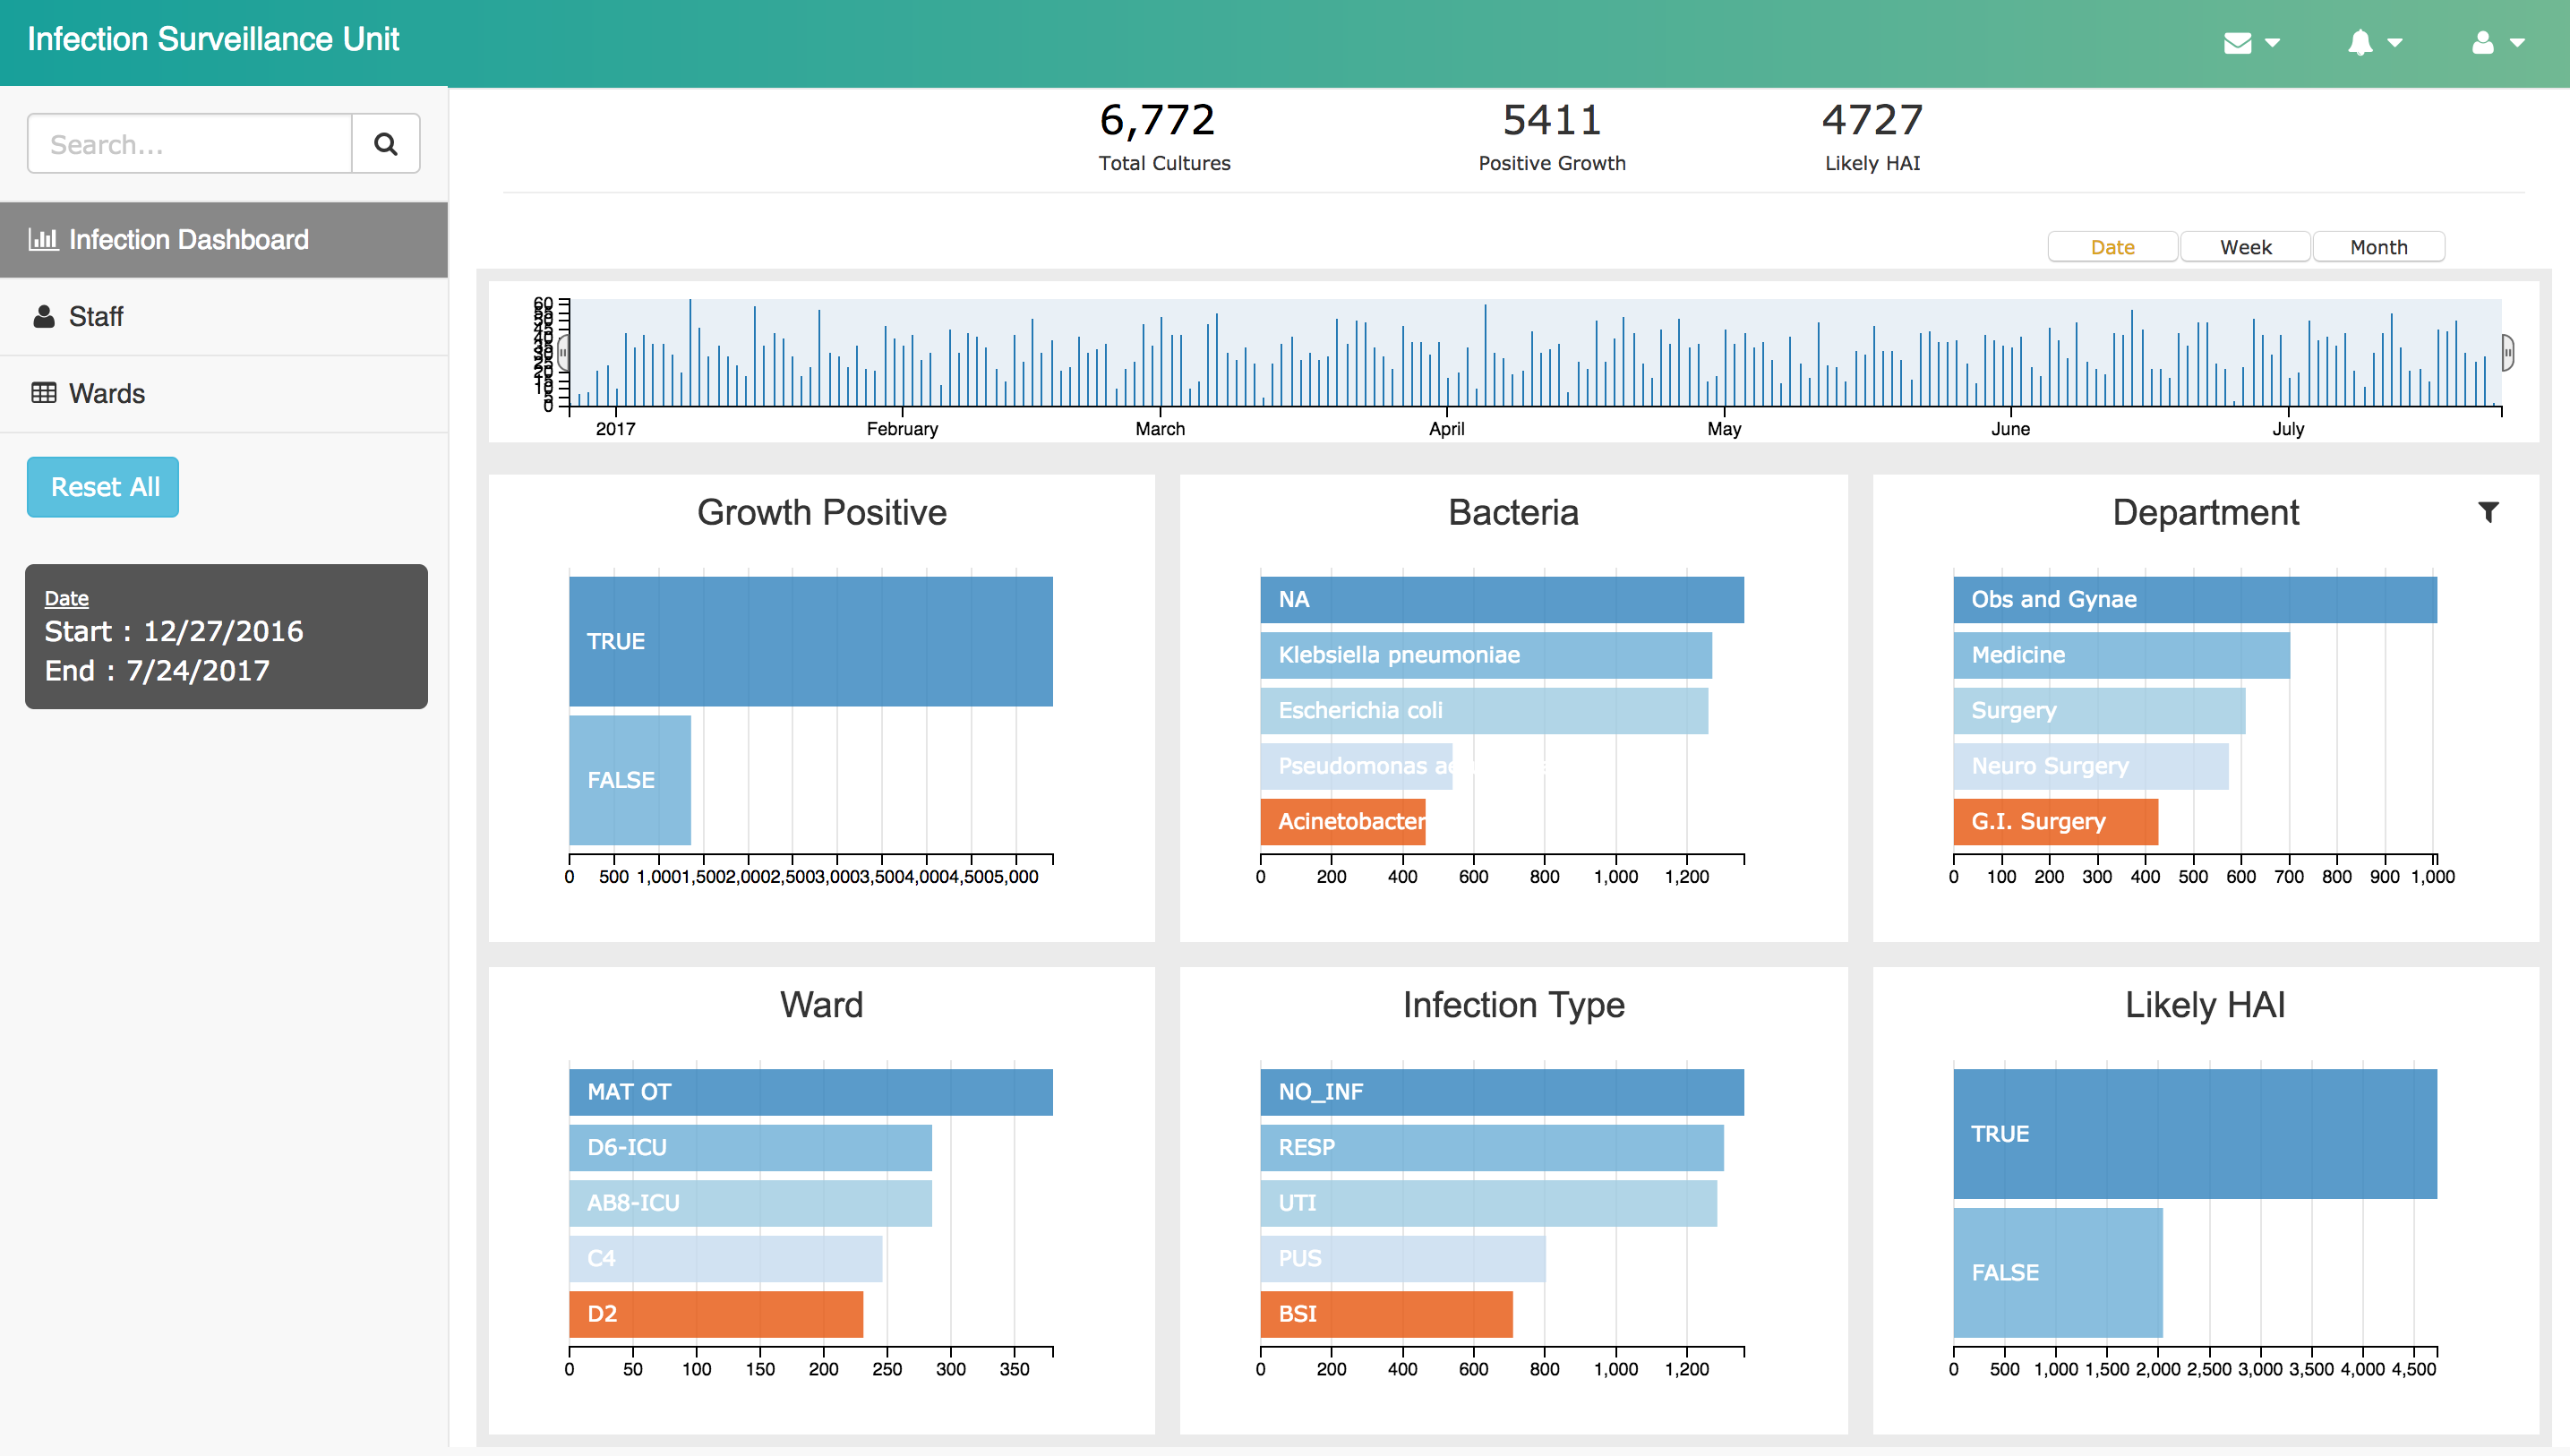 Infection Surveillance Unit
Search...
Infection Dashboard
Staff
Wards
Reset All
Date
Start : 12/27/2016
End : 7/24/2017
6,772 5411 4727
Total Cultures Positive Growth Likely HAI
Date Week Month
60
55
50
45
40
35
30
25
20
15
10
5
0
2017 February March April May June July
Growth Positive
TRUE
FALSE
0 500 1,000 1,500 2,000 2,500 3,000 3,500 4,000 4,500 5,000
Bacteria
NA
Klebsiella pneumoniae
Escherichia coli
Pseudomonas
Acinetobacter
0 200 400 600 800 1,000 1,200
Department
Obs and Gynae
Medicine
Surgery
Neuro Surgery
G.I. Surgery
0 100 200 300 400 500 600 700 800 900 1,000
Ward
MAT OT
D6-ICU
AB8-ICU
C4
D2
0 50 100 150 200 250 300 350
Infection Type
NO_INF
RESP
UTI
PUS
BSI
0 200 400 600 800 1,000 1,200
Likely HAI
TRUE
FALSE
0 500 1,000 1,500 2,000 2,500 3,000 3,500 4,000 4,500